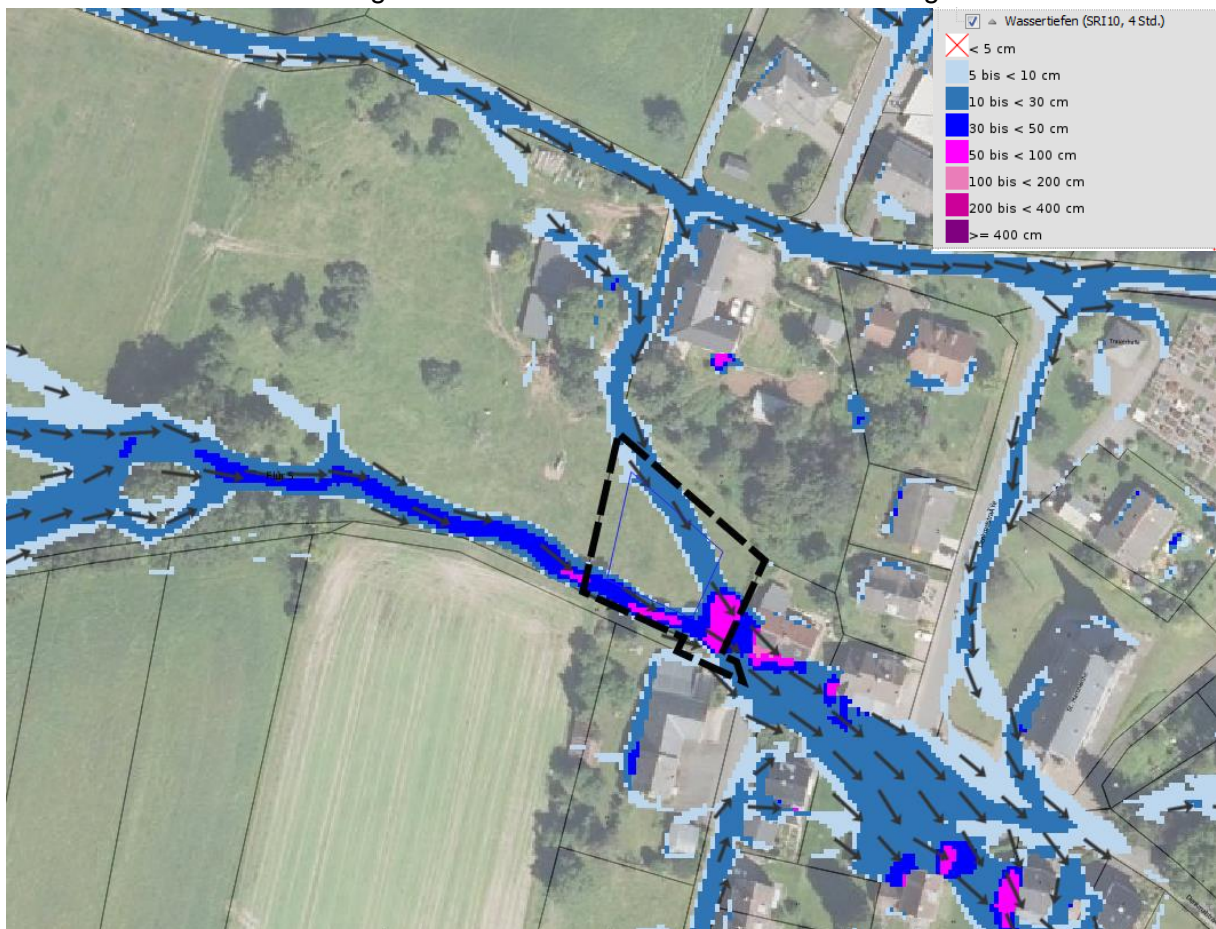 Wassertiefen (SRI10, 4 Std.)
< 5 cm
5 bis < 10 cm
10 bis < 30 cm
30 bis < 50 cm
50 bis < 100 cm
100 bis < 200 cm
200 bis < 400 cm
>= 400 cm
Trauerhalle